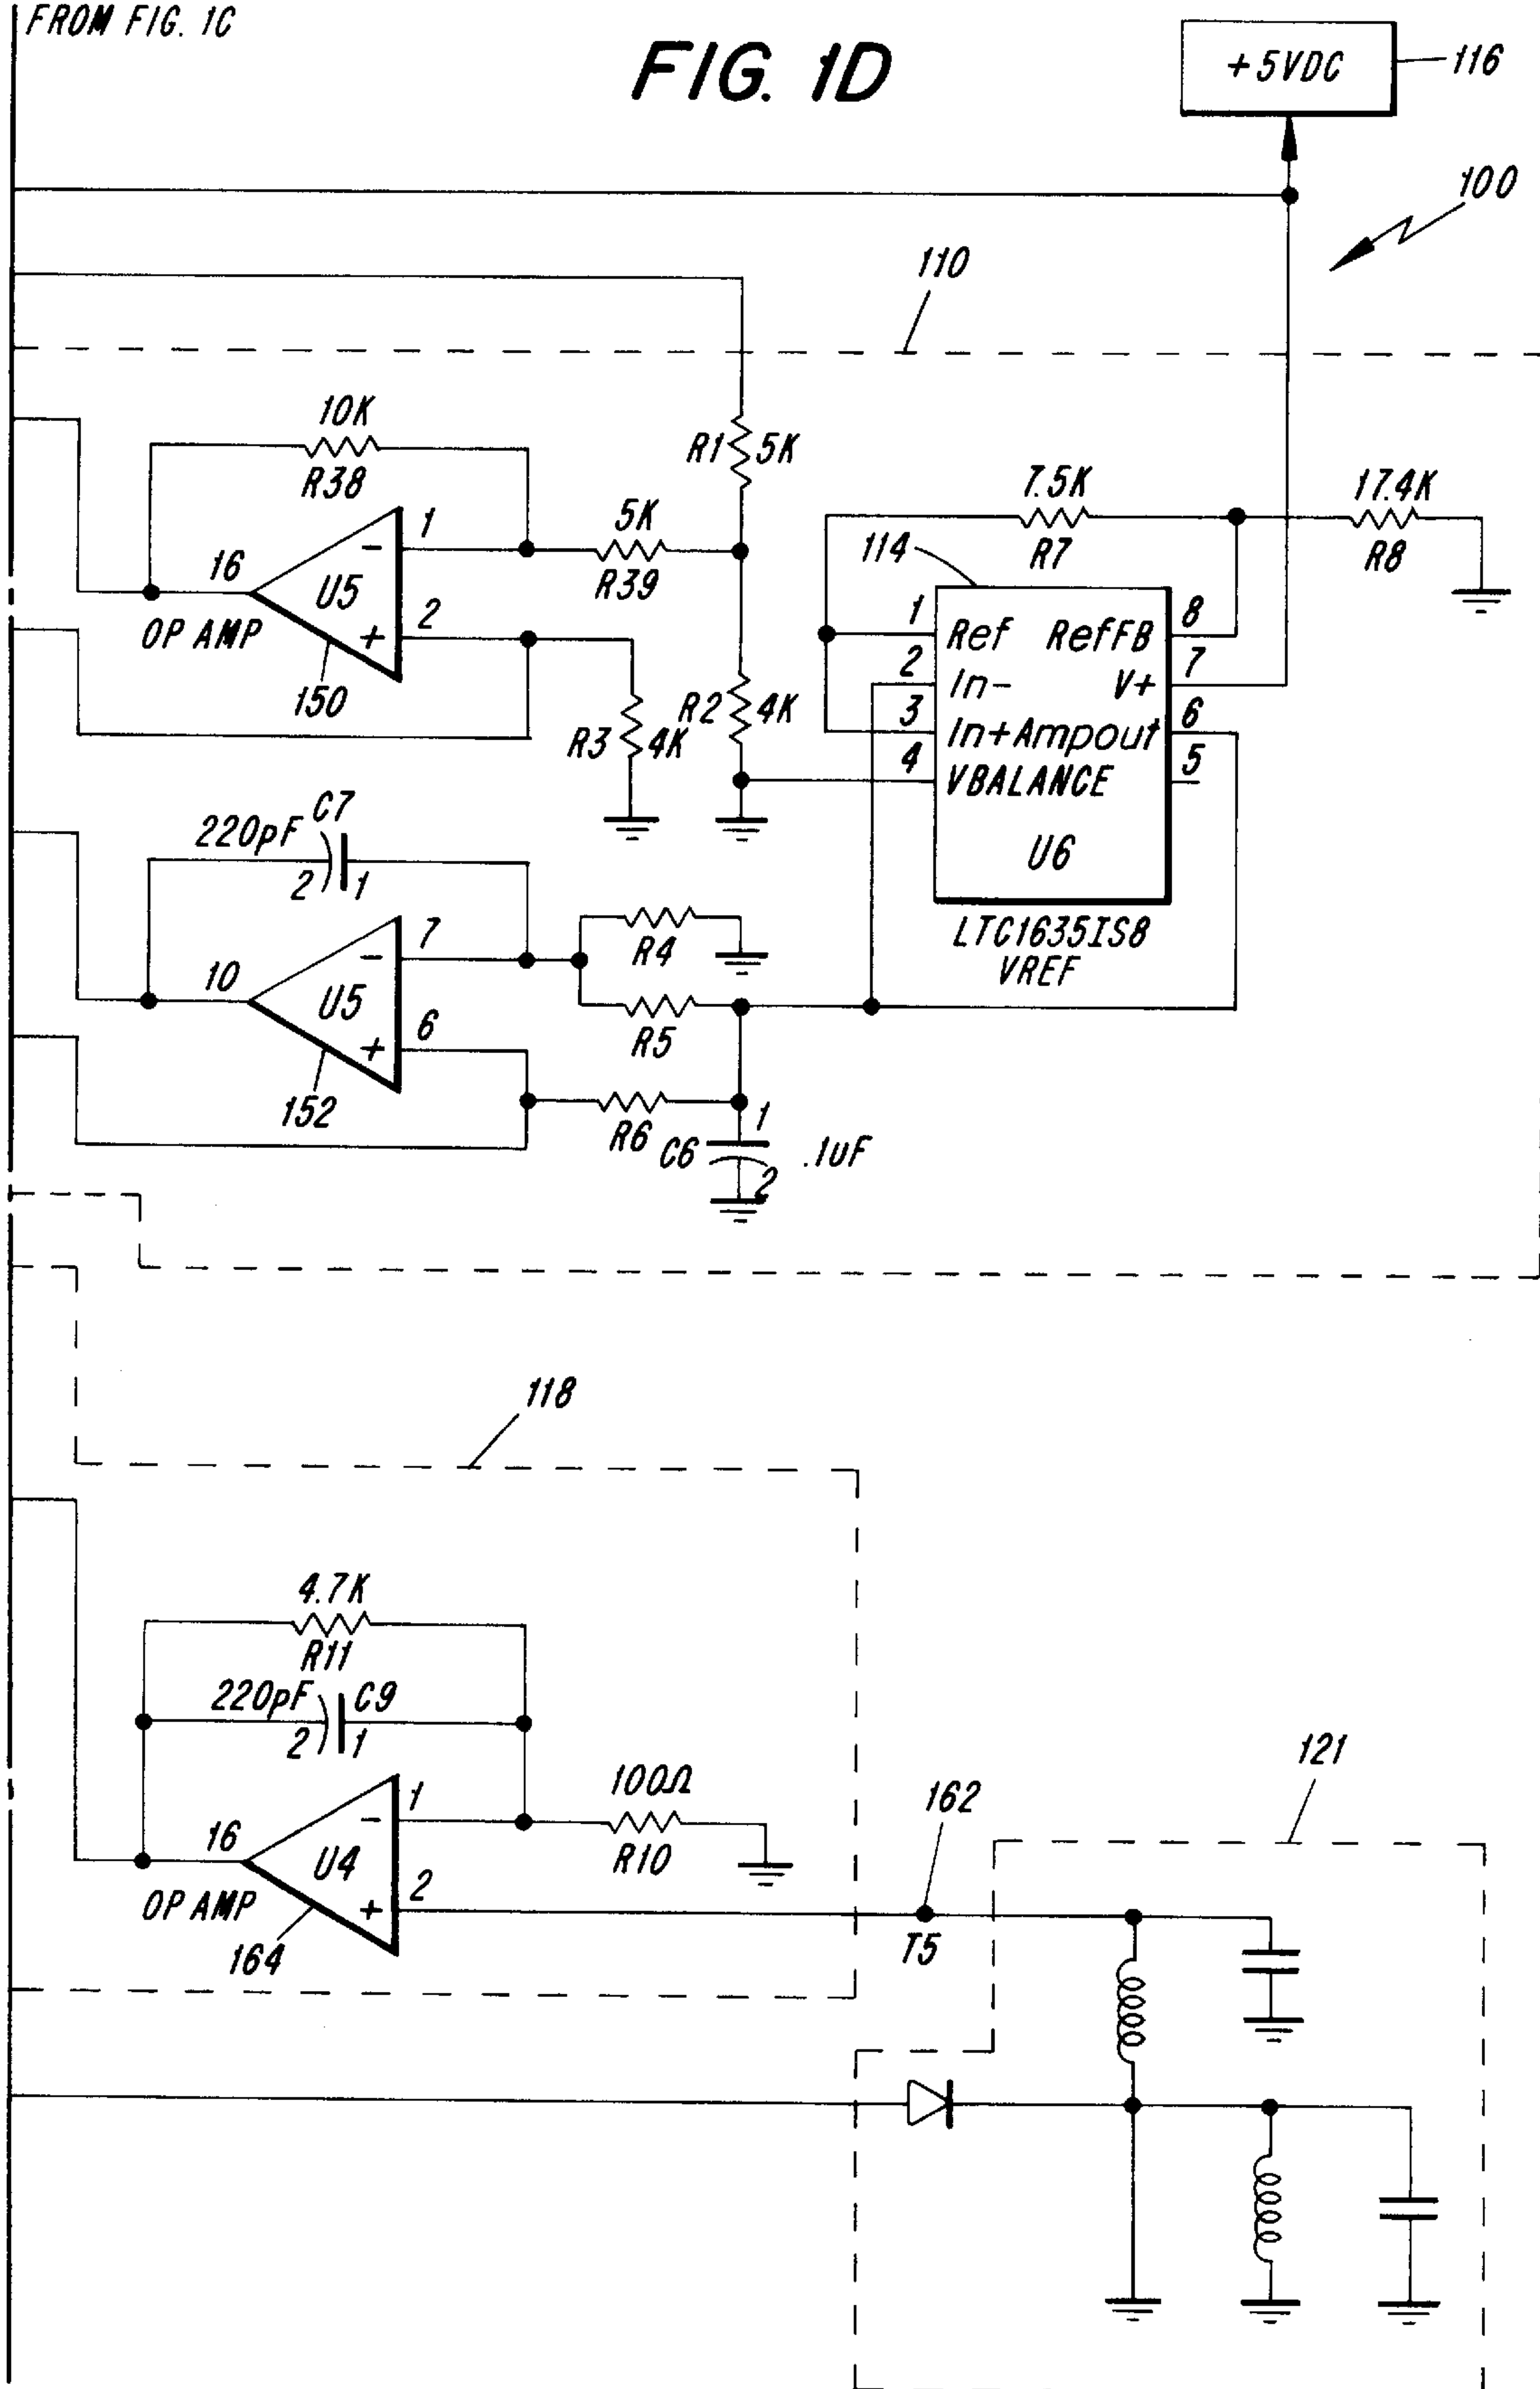 FROM FIG. 1C
FIG. 1D
+5VDC
116
100
110
10K
R38
R1
5K
5K
R39
1
2
16
-
+
U5
OP AMP
150
R3
4K
R2
4K
7.5K
R7
17.4K
R8
114
1
Ref
RefFB
8
2
In-
V+
7
3
In+Ampout
6
4
VBALANCE
5
U6
LTC1635IS8
VREF
C7
220pF
2
1
7
-
10
U5
+
6
152
R4
R5
R6
C6
1
.1uF
2
118
4.7K
R11
220pF
C9
2
1
1
-
16
U4
+
2
OP AMP
164
100Ω
R10
162
T5
121